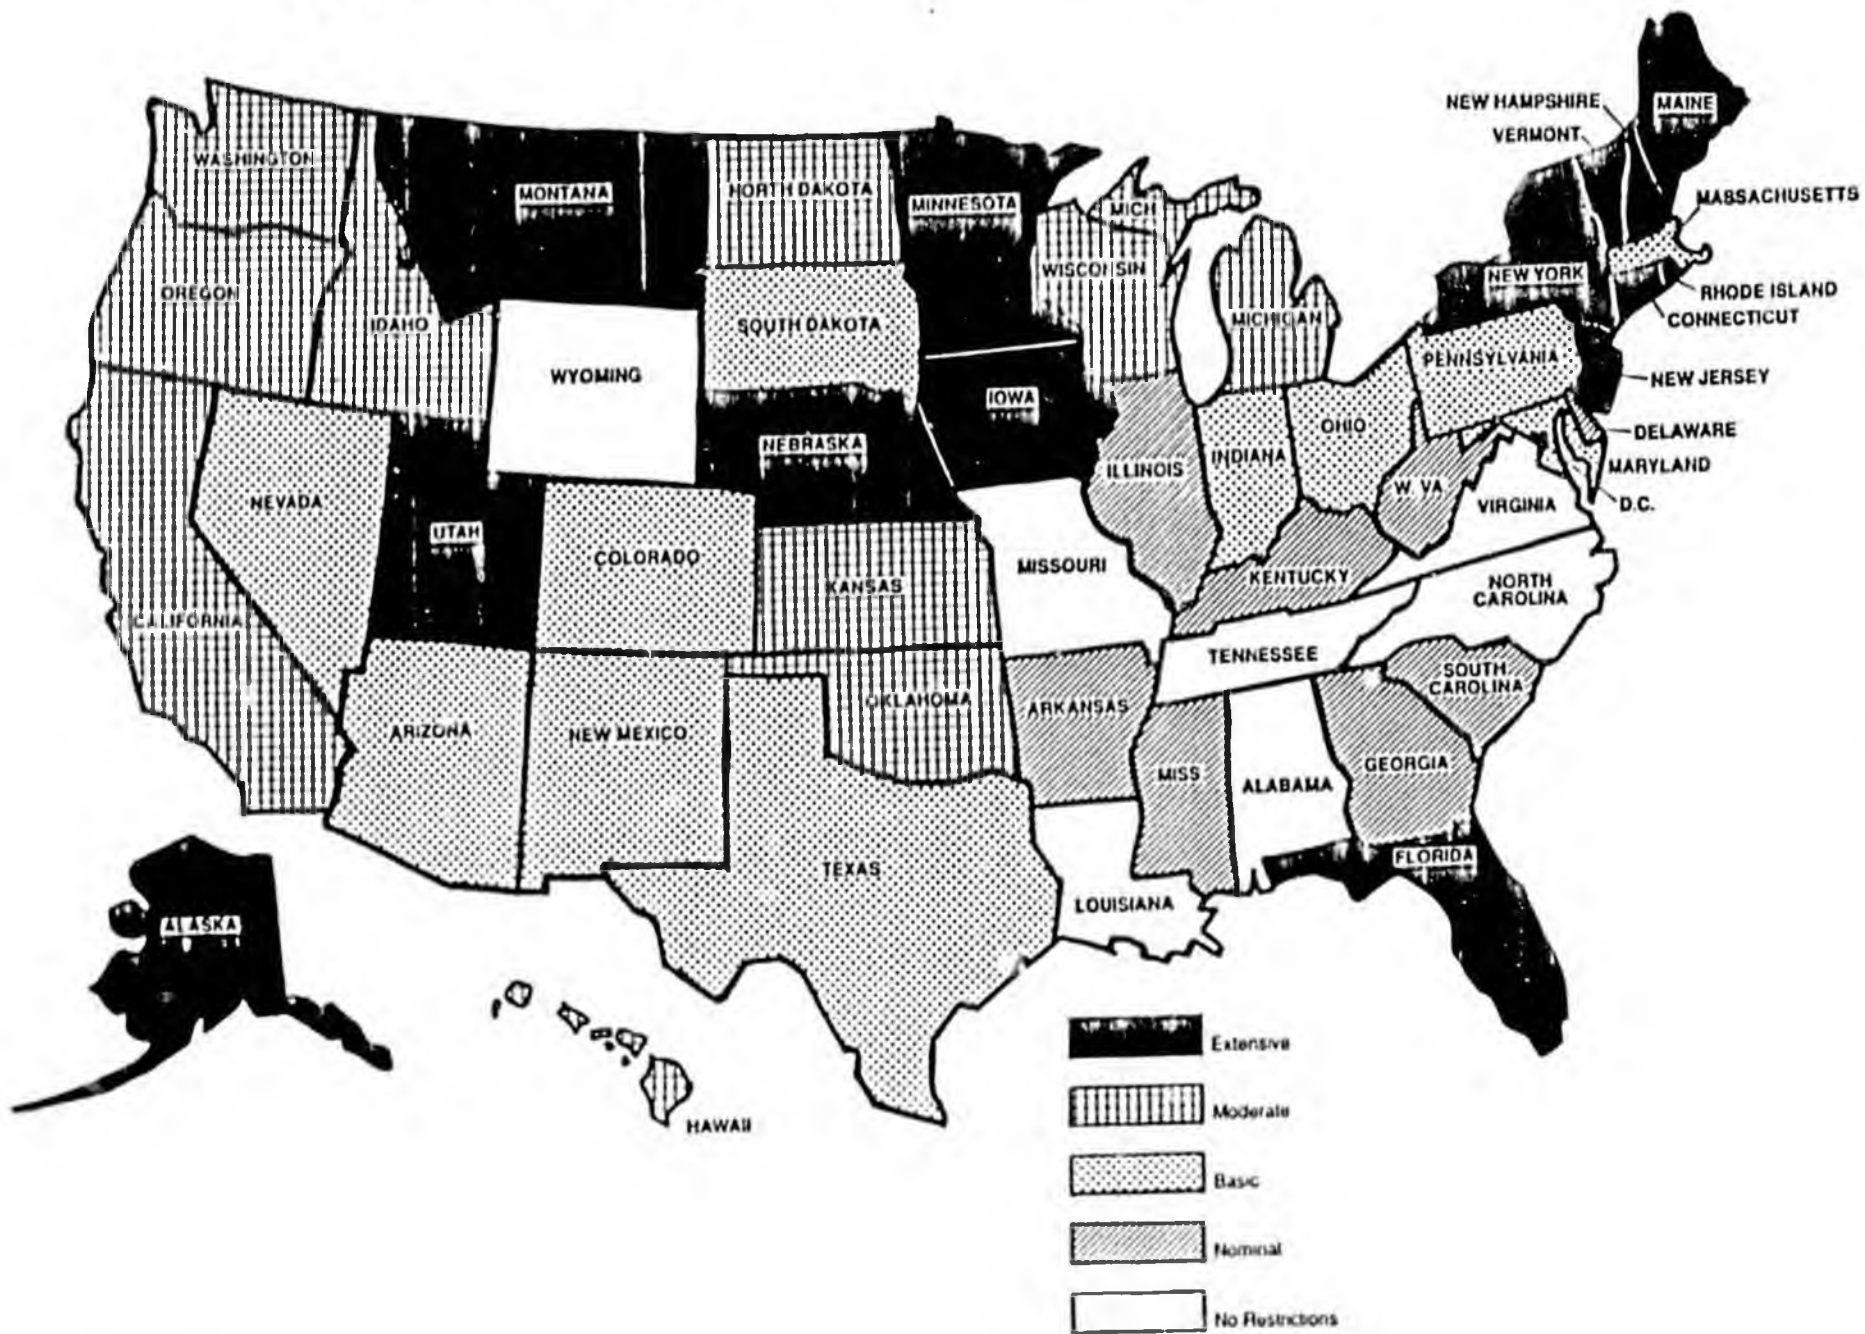 NEW HAMPSHIRE
MAINE
VERMONT
WASHINGTON
MONTANA
NORTH DAKOTA
MINNESOTA
MICH
MASSACHUSETTS
WISCONSIN
NEW YORK
OREGON
IDAHO
SOUTH DAKOTA
MICHIGAN
RHODE ISLAND
CONNECTICUT
WYOMING
PENNSYLVANIA
NEW JERSEY
IOWA
NEBRASKA
OHIO
DELAWARE
ILLINOIS
INDIANA
MARYLAND
NEVADA
W. VA
VIRGINIA
D.C.
UTAH
COLORADO
KANSAS
MISSOURI
KENTUCKY
NORTH
CAROLINA
CALIFORNIA
TENNESSEE
SOUTH
CAROLINA
ARIZONA
NEW MEXICO
OKLAHOMA
ARKANSAS
MISS
ALABAMA
GEORGIA
TEXAS
FLORIDA
LOUISIANA
ALASKA
HAWAII
Extensive
Moderate
Basic
Nominal
No Restrictions